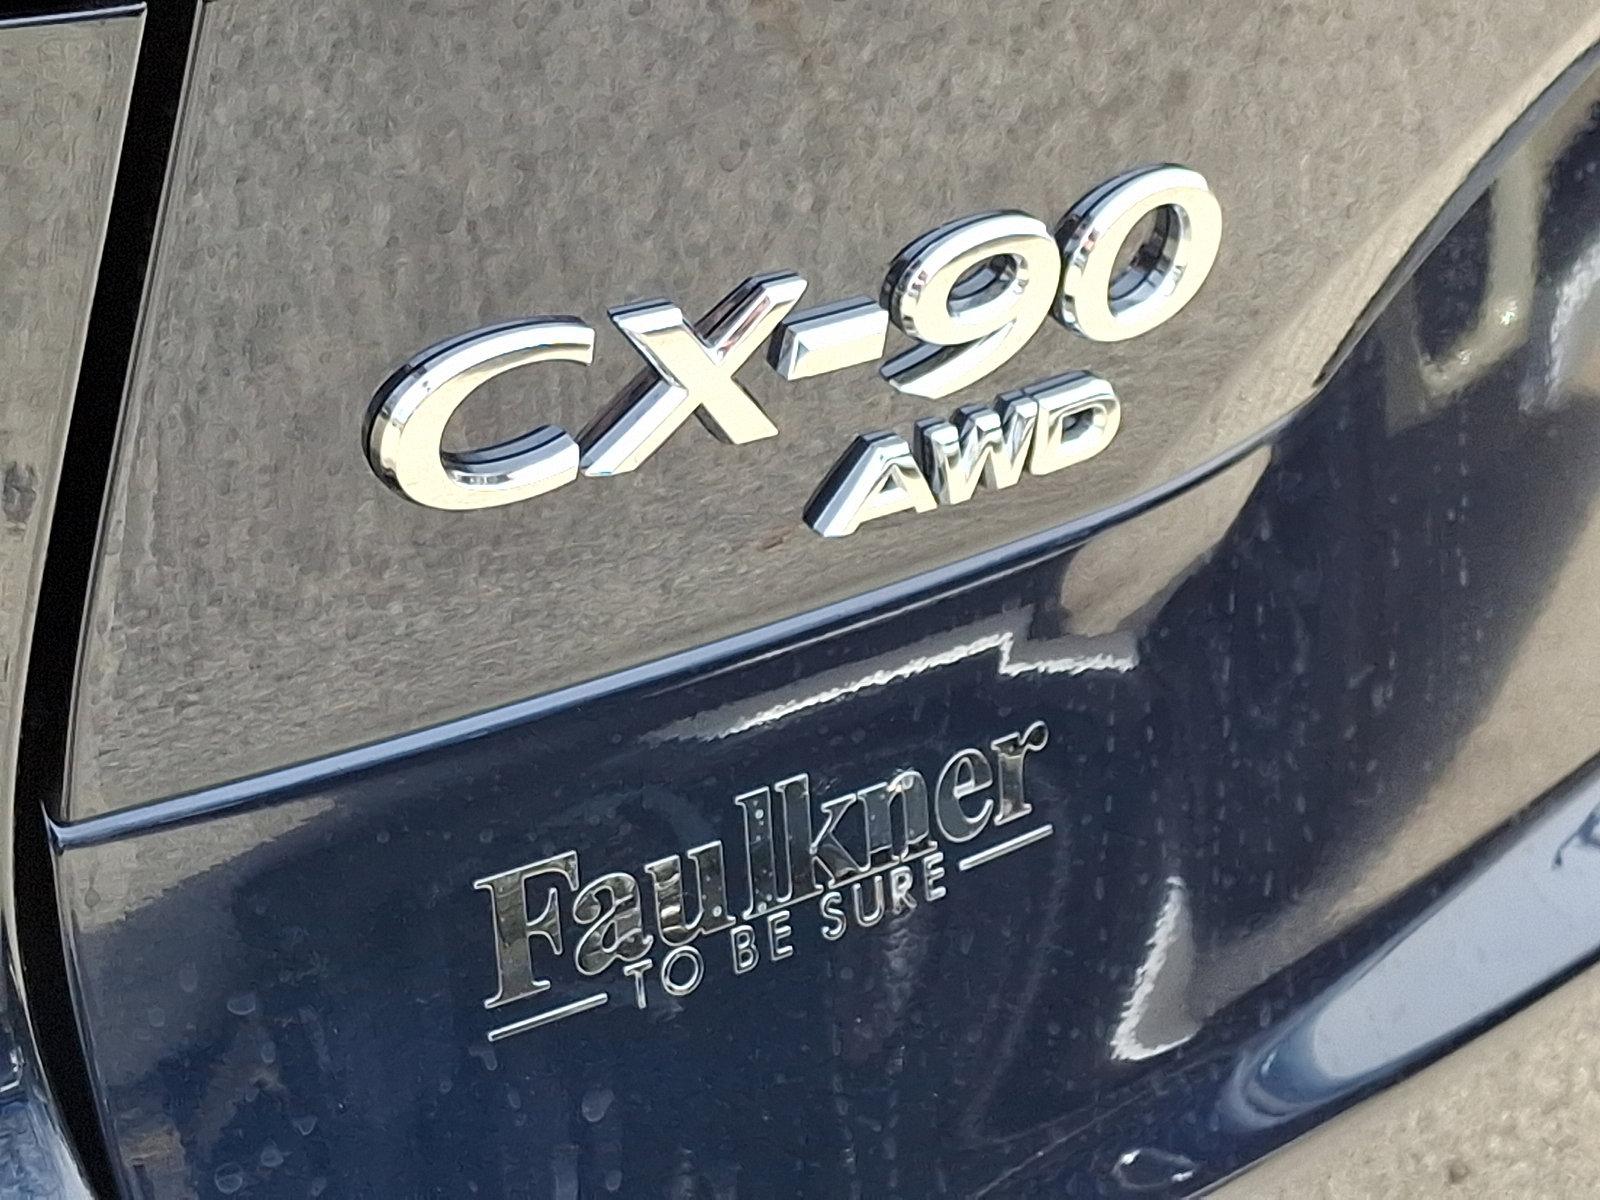 CX-90
AWD
Faulkner
TO BE SURE